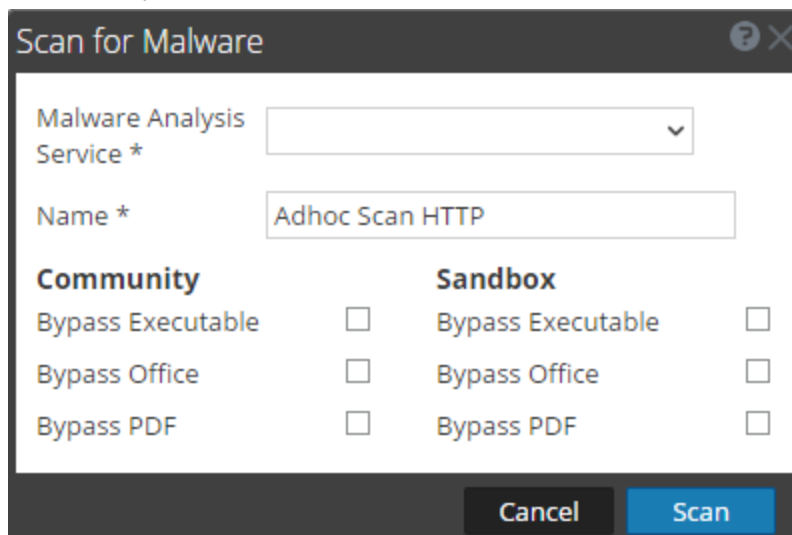 Scan for Malware
Malware Analysis
Service *
Name * Adhoc Scan HTTP
Community Sandbox
Bypass Executable Bypass Executable
Bypass Office Bypass Office
Bypass PDF Bypass PDF
Cancel Scan